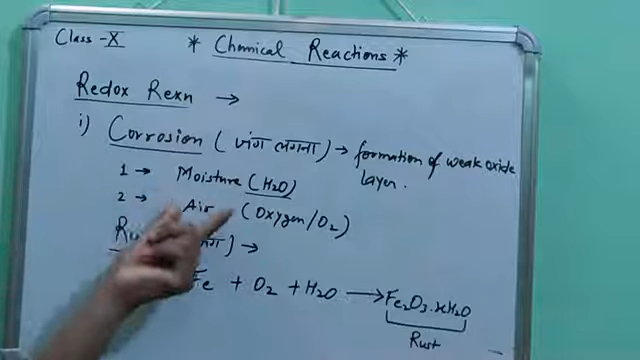 Class -X
* Chemical Reactions *
Redox Rexn →
i) Corrosion ( जंग लगना ) → formation of weak oxide
layer.
1 → Moisture (H₂O)
2 → Air (Oxygen/O₂)
) →
Fe + O₂ + H₂O → Fe₂O₃.xH₂O
Rust